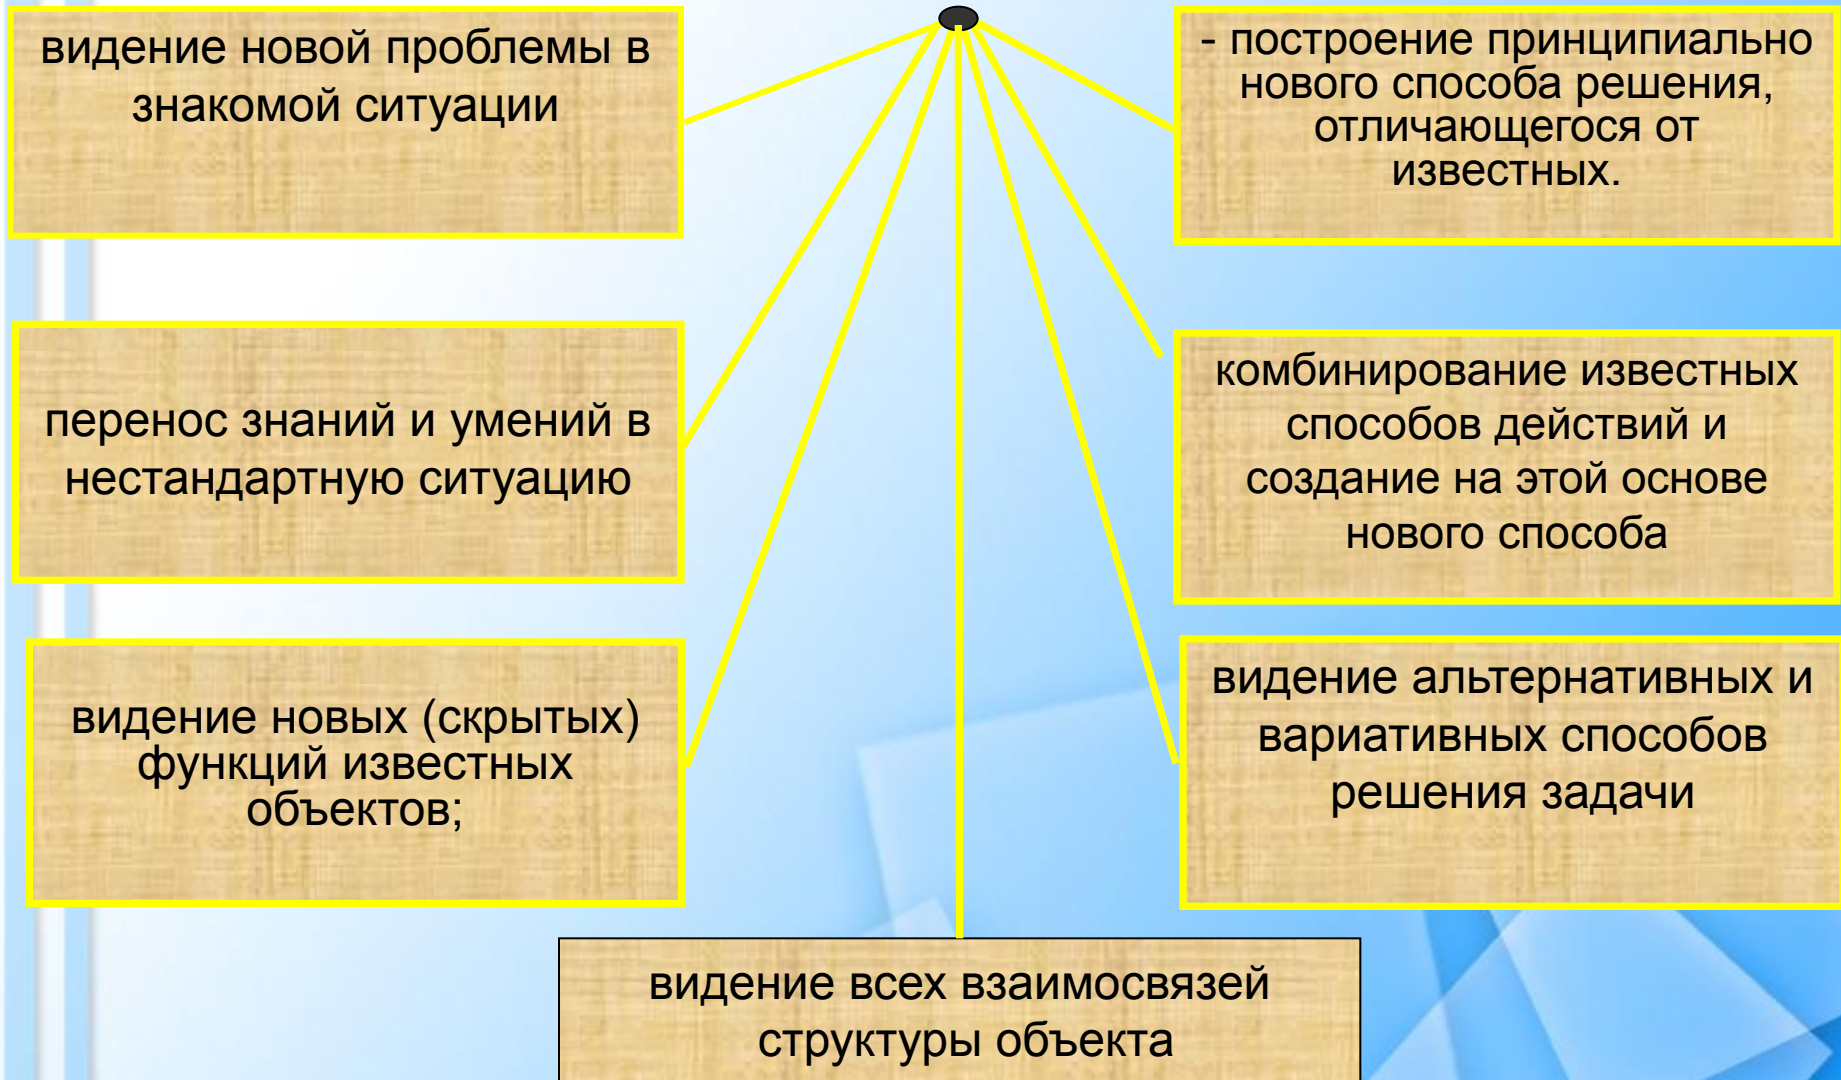 видение новой проблемы в
знакомой ситуации
перенос знаний и умений в
нестандартную ситуацию
видение новых (скрытых)
функций известных
объектов;
- построение принципиально
нового способа решения,
отличающегося от
известных.
комбинирование известных
способов действий и
создание на этой основе
нового способа
видение альтернативных и
вариативных способов
решения задачи
видение всех взаимосвязей
структуры объекта